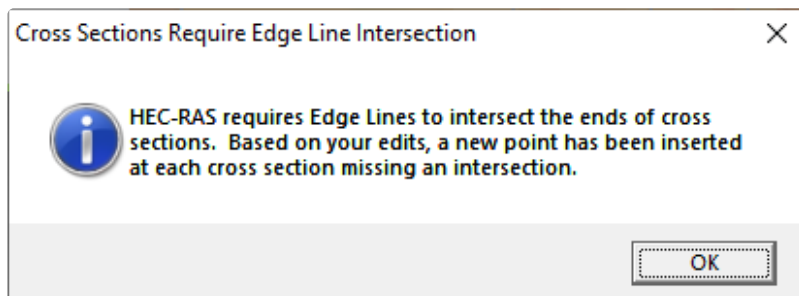 Cross Sections Require Edge Line Intersection
HEC-RAS requires Edge Lines to intersect the ends of cross
sections.  Based on your edits, a new point has been inserted
at each cross section missing an intersection.
OK